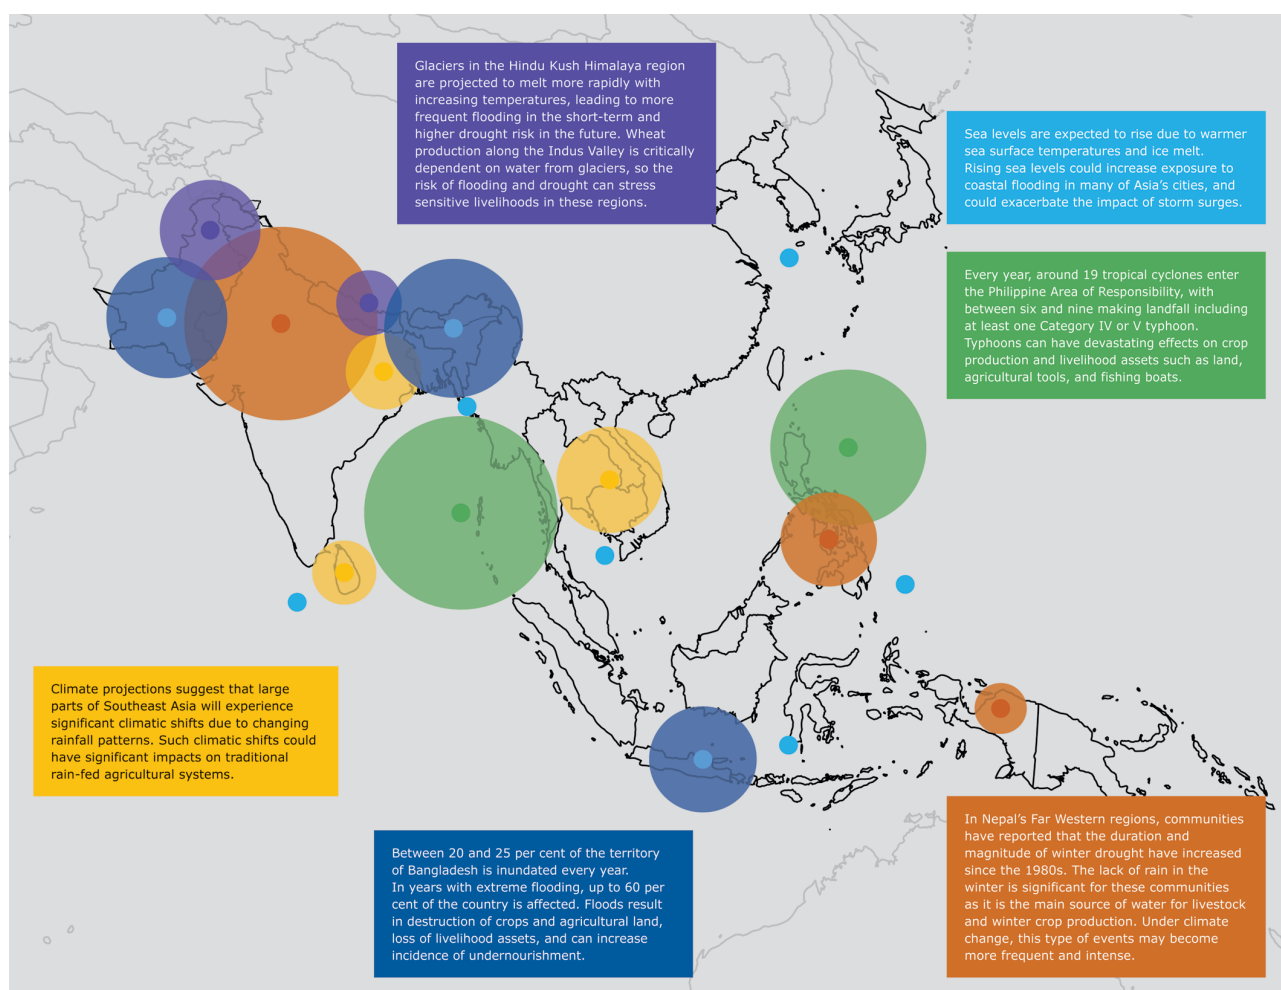 Glaciers in the Hindu Kush Himalaya region
are projected to melt more rapidly with
increasing temperatures, leading to more
frequent flooding in the short-term and
higher drought risk in the future. Wheat
production along the Indus Valley is critically
dependent on water from glaciers, so the
risk of flooding and drought can stress
sensitive livelihoods in these regions.
Sea levels are expected to rise due to warmer
sea surface temperatures and ice melt.
Rising sea levels could increase exposure to
coastal flooding in many of Asia’s cities, and
could exacerbate the impact of storm surges.
Every year, around 19 tropical cyclones enter
the Philippine Area of Responsibility, with
between six and nine making landfall including
at least one Category IV or V typhoon.
Typhoons can have devastating effects on crop
production and livelihood assets such as land,
agricultural tools, and fishing boats.
Climate projections suggest that large
parts of Southeast Asia will experience
significant climatic shifts due to changing
rainfall patterns. Such climatic shifts could
have significant impacts on traditional
rain-fed agricultural systems.
Between 20 and 25 per cent of the territory
of Bangladesh is inundated every year.
In years with extreme flooding, up to 60 per
cent of the country is affected. Floods result
in destruction of crops and agricultural land,
loss of livelihood assets, and can increase
incidence of undernourishment.
In Nepal’s Far Western regions, communities
have reported that the duration and
magnitude of winter drought have increased
since the 1980s. The lack of rain in the
winter is significant for these communities
as it is the main source of water for livestock
and winter crop production. Under climate
change, this type of events may become
more frequent and intense.